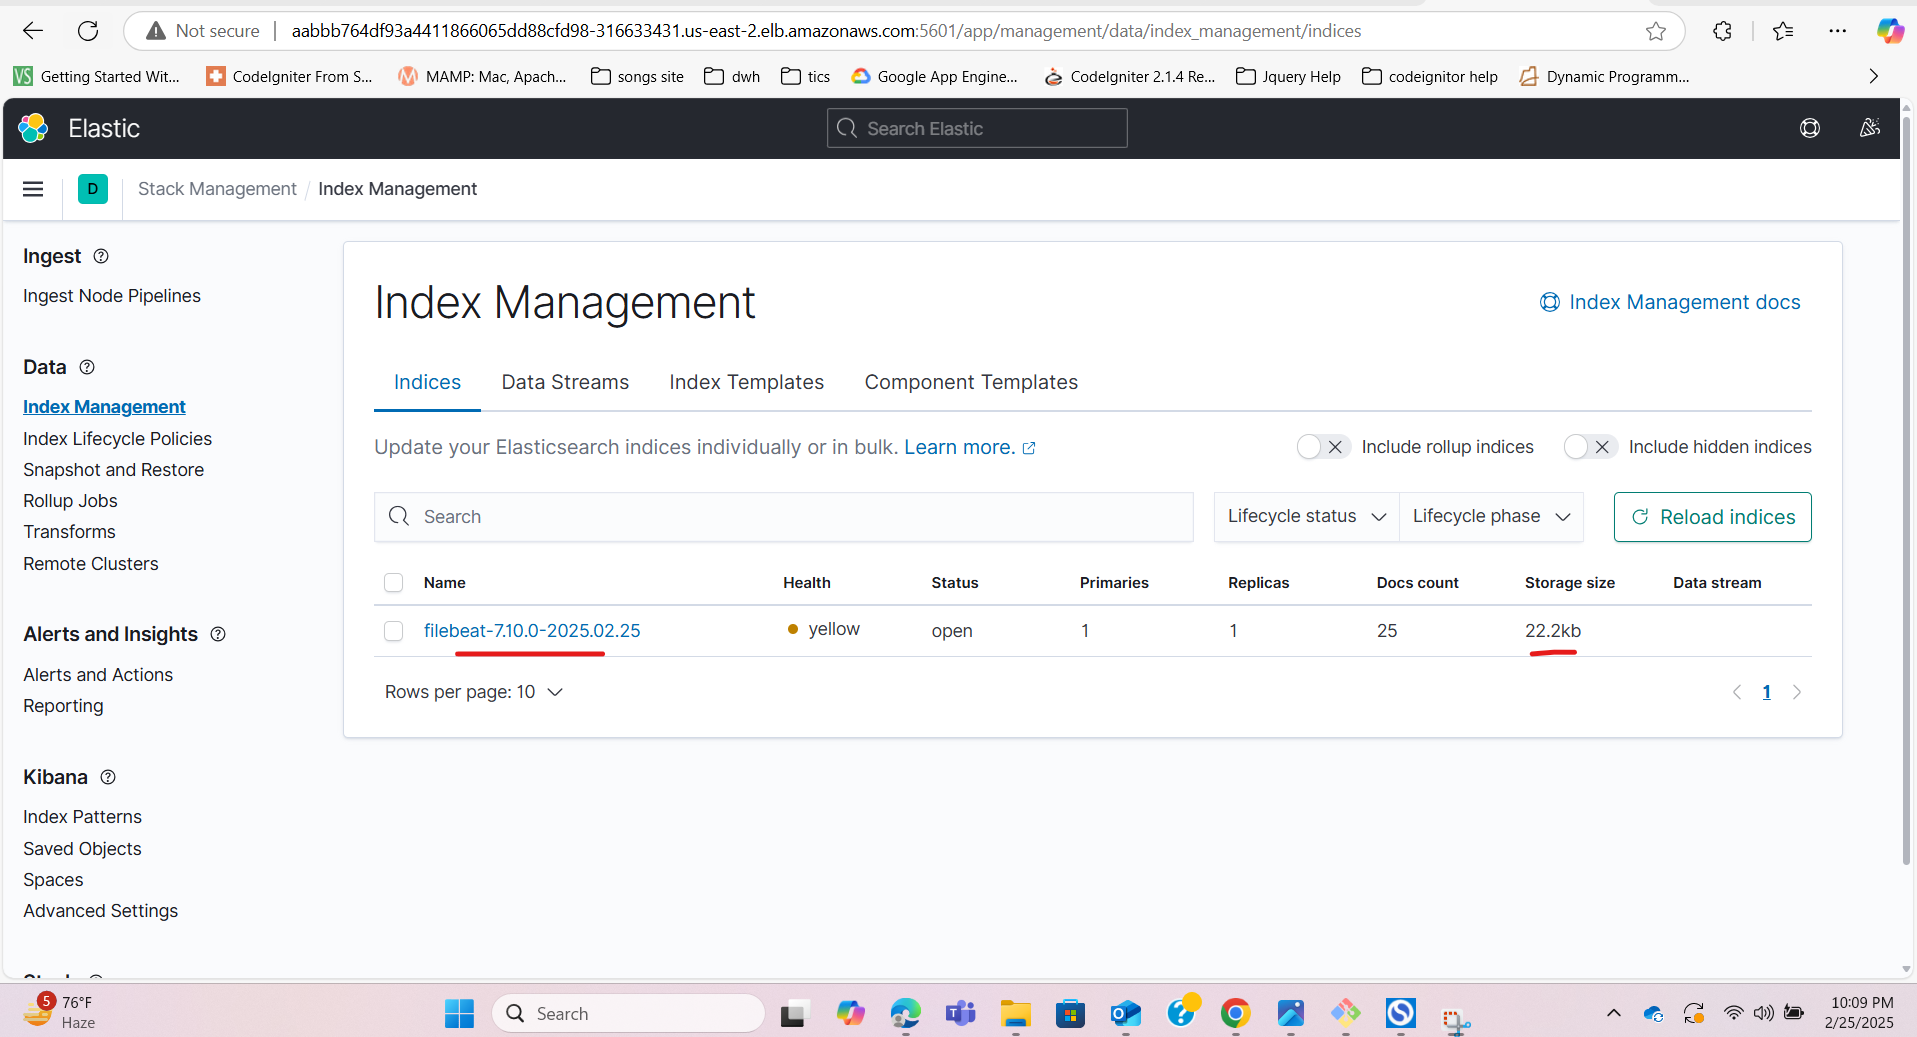 Not secure
aabbb764df93a4411866065dd88cfd98-316633431.us-east-2.elb.amazonaws.com:5601/app/management/data/index_management/indices
VS Getting Started Wit... CodeIgniter From S... MAMP: Mac, Apach... songs site dwh tics Google App Engine... CodeIgniter 2.1.4 Re... Jquery Help codeignitor help Dynamic Programm...
Elastic
Search Elastic
D Stack Management / Index Management
Ingest
Ingest Node Pipelines
Data
Index Management
Index Lifecycle Policies
Snapshot and Restore
Rollup Jobs
Transforms
Remote Clusters
Alerts and Insights
Alerts and Actions
Reporting
Kibana
Index Patterns
Saved Objects
Spaces
Advanced Settings
Index Management
Index Management docs
Indices Data Streams Index Templates Component Templates
Update your Elasticsearch indices individually or in bulk. Learn more.
Include rollup indices Include hidden indices
Search Lifecycle status Lifecycle phase Reload indices
Name Health Status Primaries Replicas Docs count Storage size Data stream
filebeat-7.10.0-2025.02.25 yellow open 1 1 25 22.2kb
Rows per page: 10
1
5 76°F
Haze
Search
10:09 PM
2/25/2025